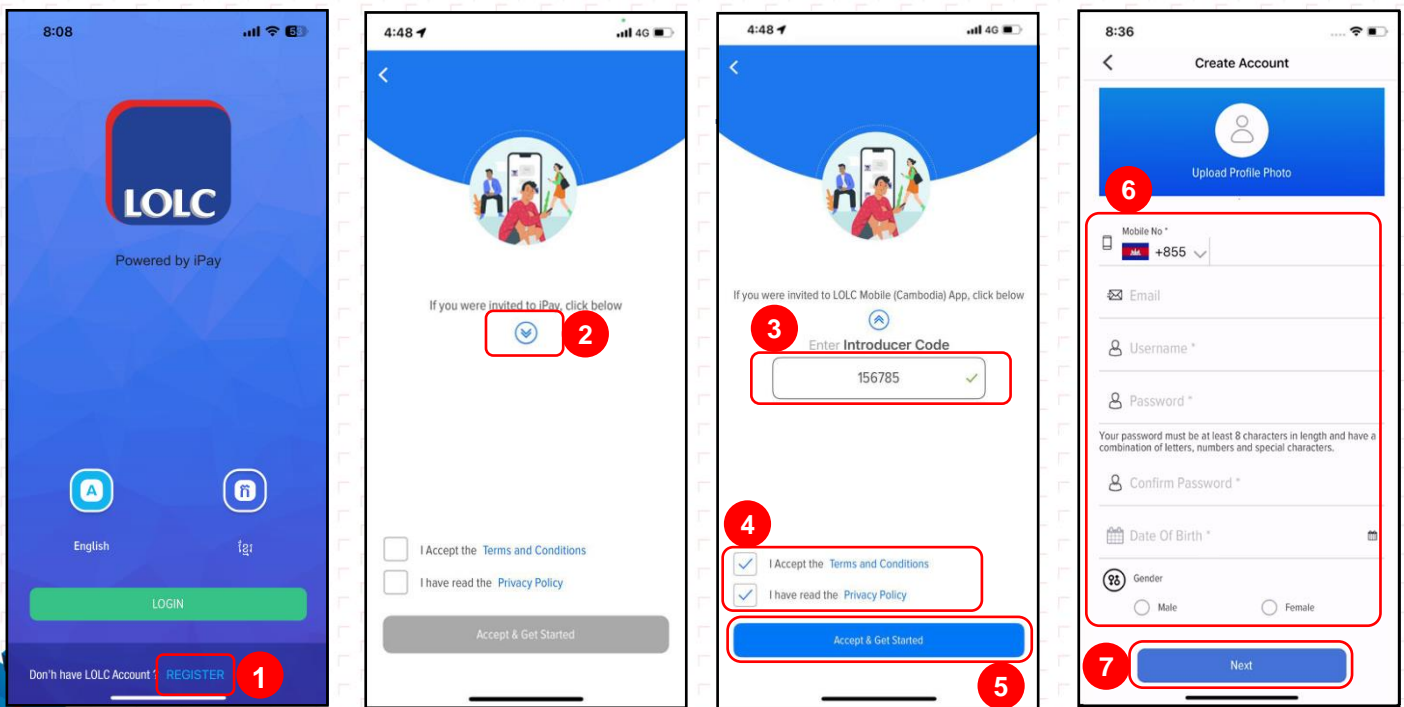 8:08
53
LOLC
Powered by iPay
A
English
ក
ខ្មែរ
LOGIN
Don'h have LOLC Account ? REGISTER
1
4:48
4G
If you were invited to iPay, click below
2
I Accept the Terms and Conditions
I have read the Privacy Policy
Accept & Get Started
4:48
4G
If you were invited to LOLC Mobile (Cambodia) App, click below
3
Enter Introducer Code
156785
4
I Accept the Terms and Conditions
I have read the Privacy Policy
Accept & Get Started
5
8:36
Create Account
Upload Profile Photo
6
Mobile No *
+855
Email
Username *
Password *
Your password must be at least 8 characters in length and have a
combination of letters, numbers and special characters.
Confirm Password *
Date Of Birth *
Gender
Male Female
7
Next